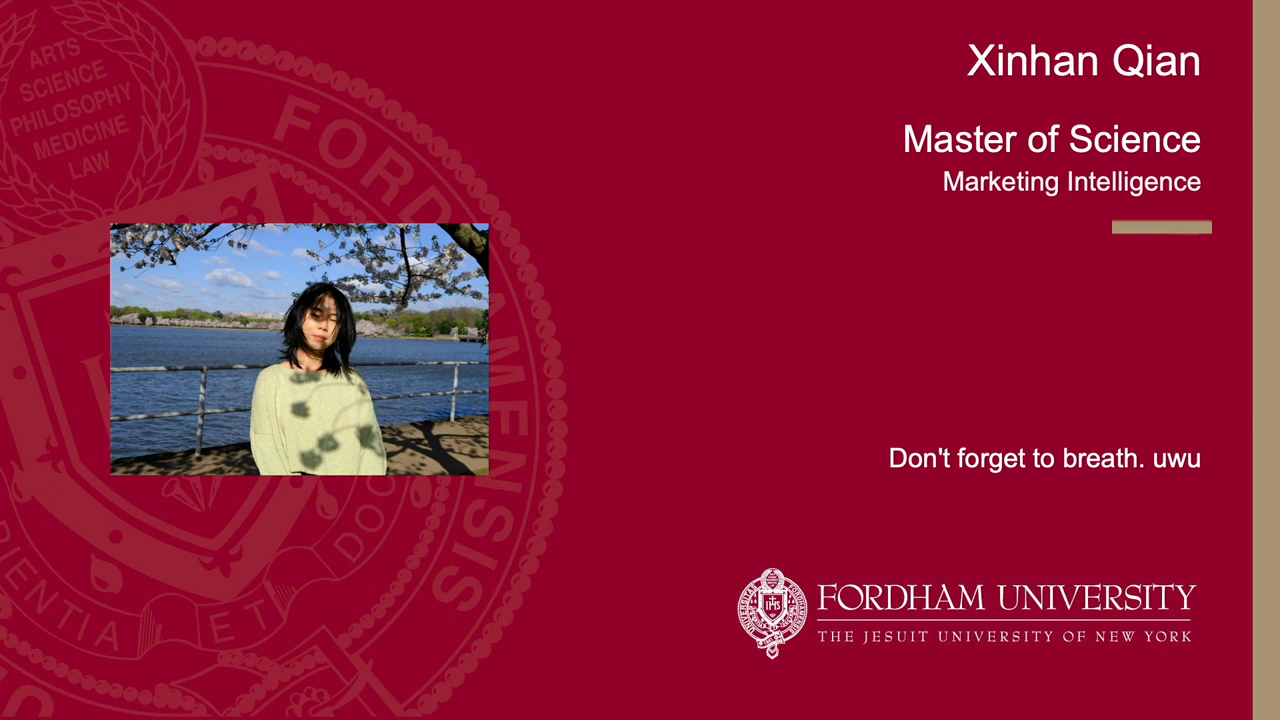 Xinhan Qian
Master of Science
Marketing Intelligence
Don't forget to breath. uwu
FORDHAM UNIVERSITY
THE JESUIT UNIVERSITY OF NEW YORK
ARTS
SCIENCE
PHILOSOPHY
MEDICINE
LAW